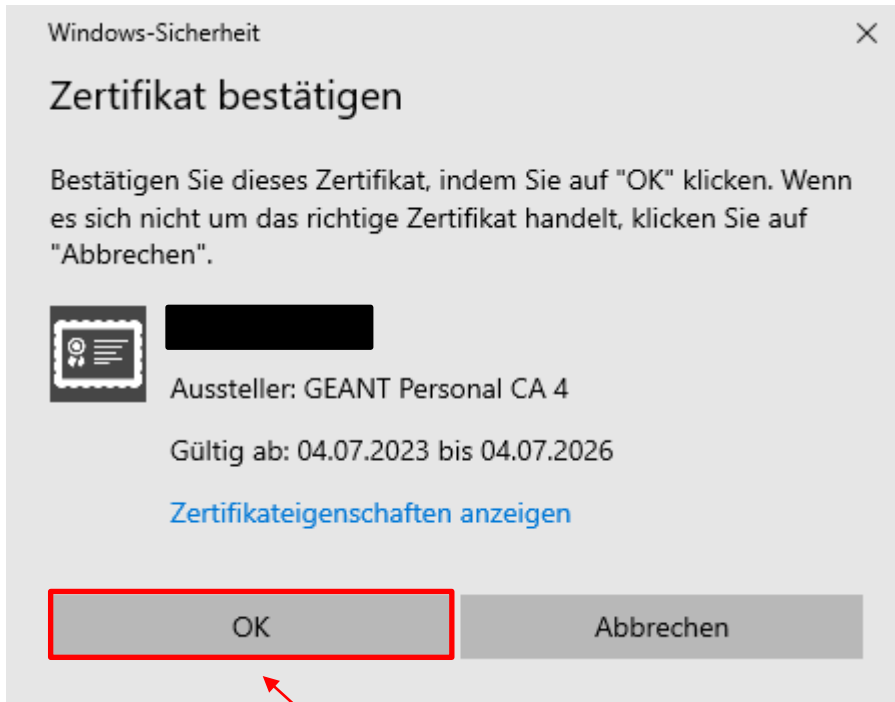 Windows-Sicherheit
Zertifikat bestätigen
Bestätigen Sie dieses Zertifikat, indem Sie auf "OK" klicken. Wenn
es sich nicht um das richtige Zertifikat handelt, klicken Sie auf
"Abbrechen".
Aussteller: GEANT Personal CA 4
Gültig ab: 04.07.2023 bis 04.07.2026
Zertifikateigenschaften anzeigen
OK
Abbrechen